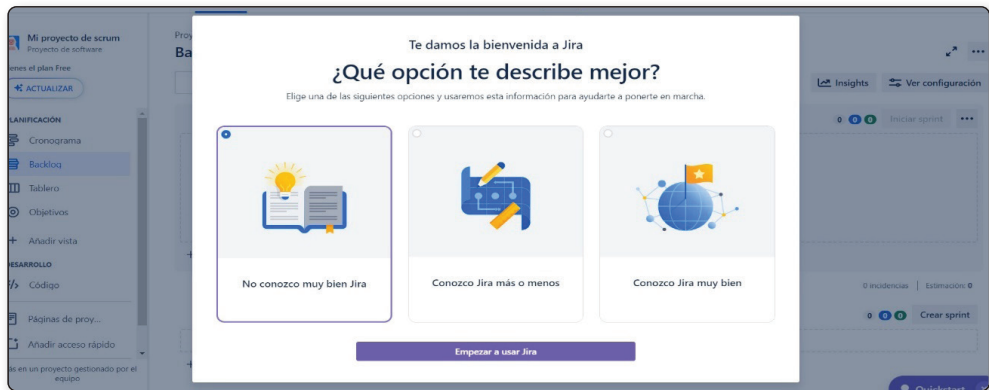 Mi proyecto de scrum
Proyecto de software
ienes el plan Free
ACTUALIZAR
PLANIFICACIÓN
Cronograma
Backlog
Tablero
Objetivos
+ Añadir vista
DESARROLLO
Código
Páginas de proy...
Añadir acceso rápido
ás en un proyecto gestionado por el
equipo
Proy
Ba
Te damos la bienvenida a Jira
¿Qué opción te describe mejor?
Elige una de las siguientes opciones y usaremos esta información para ayudarte a ponerte en marcha.
No conozco muy bien Jira
Conozco Jira más o menos
Conozco Jira muy bien
Empezar a usar Jira
Insights
Ver configuración
0 0 0 Iniciar sprint
0 incidencias Estimación: 0
0 0 0 Crear sprint
Quickstart